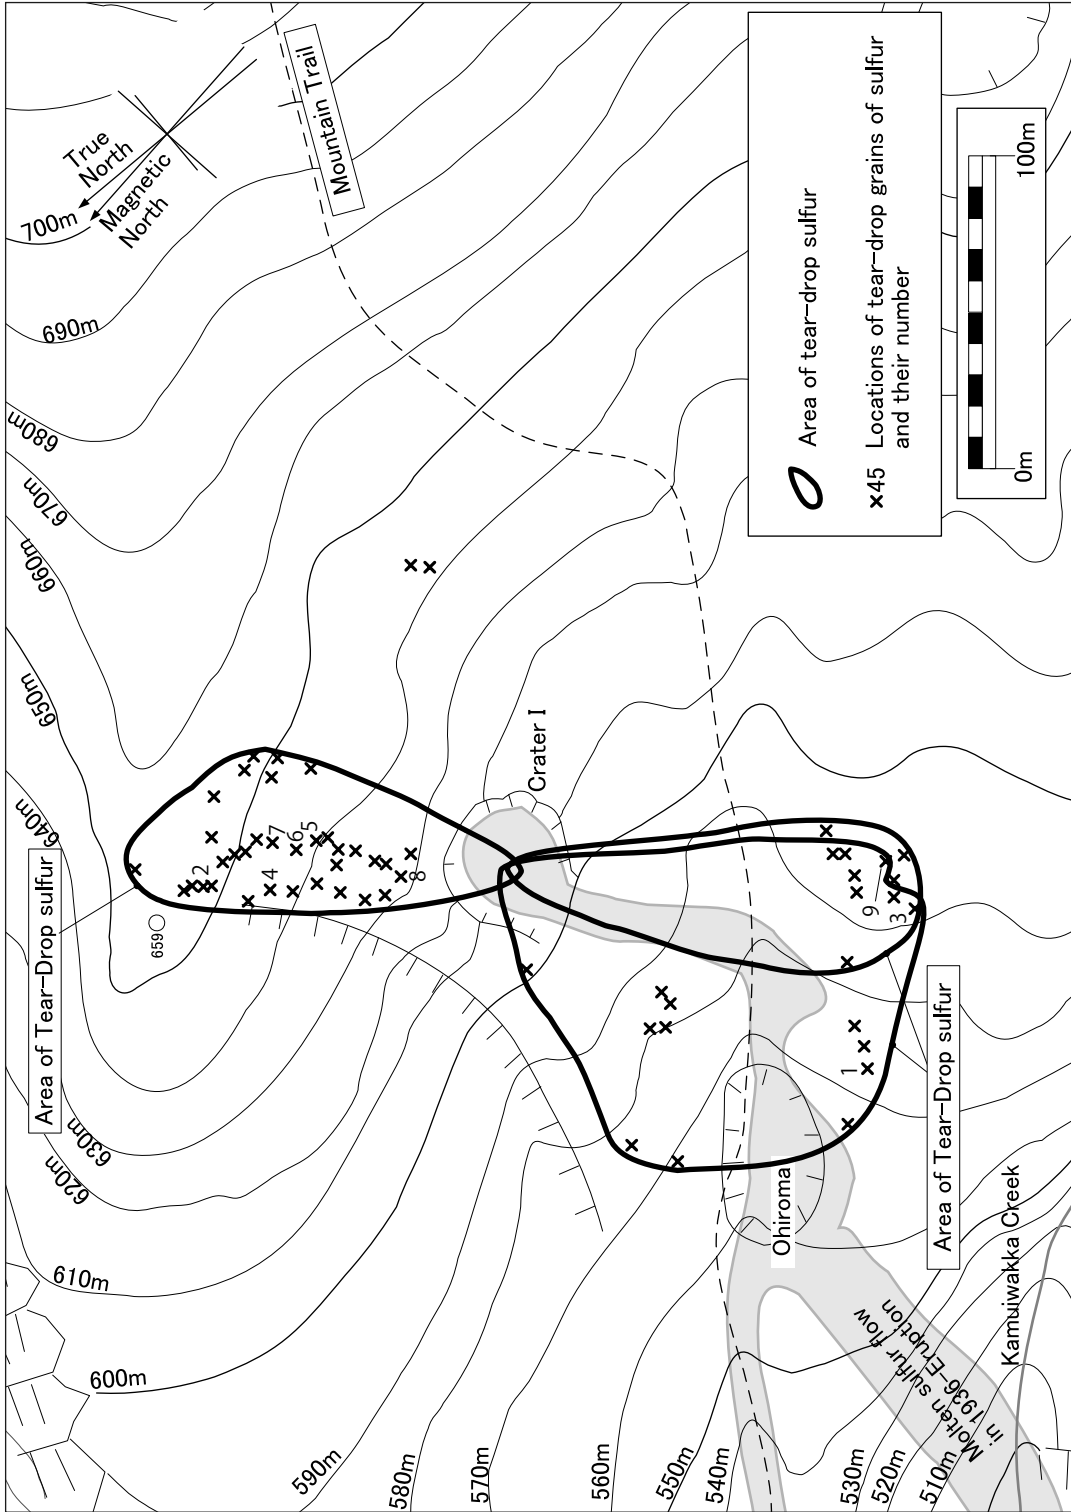 True
North
Magnetic
North
Mountain Trail
700m
690m
680m
670m
660m
650m
640m
630m
620m
610m
600m
590m
580m
570m
560m
550m
540m
530m
520m
510m
Area of Tear-Drop sulfur
659
2
4
7
6
5
8
Crater I
9
3
1
Ohiroma
Area of Tear-Drop sulfur
Kamuiwakka Creek
Molten sulfur flow
in 1936-Eruption
Area of tear-drop sulfur
×45 Locations of tear-drop grains of sulfur
and their number
0m
100m